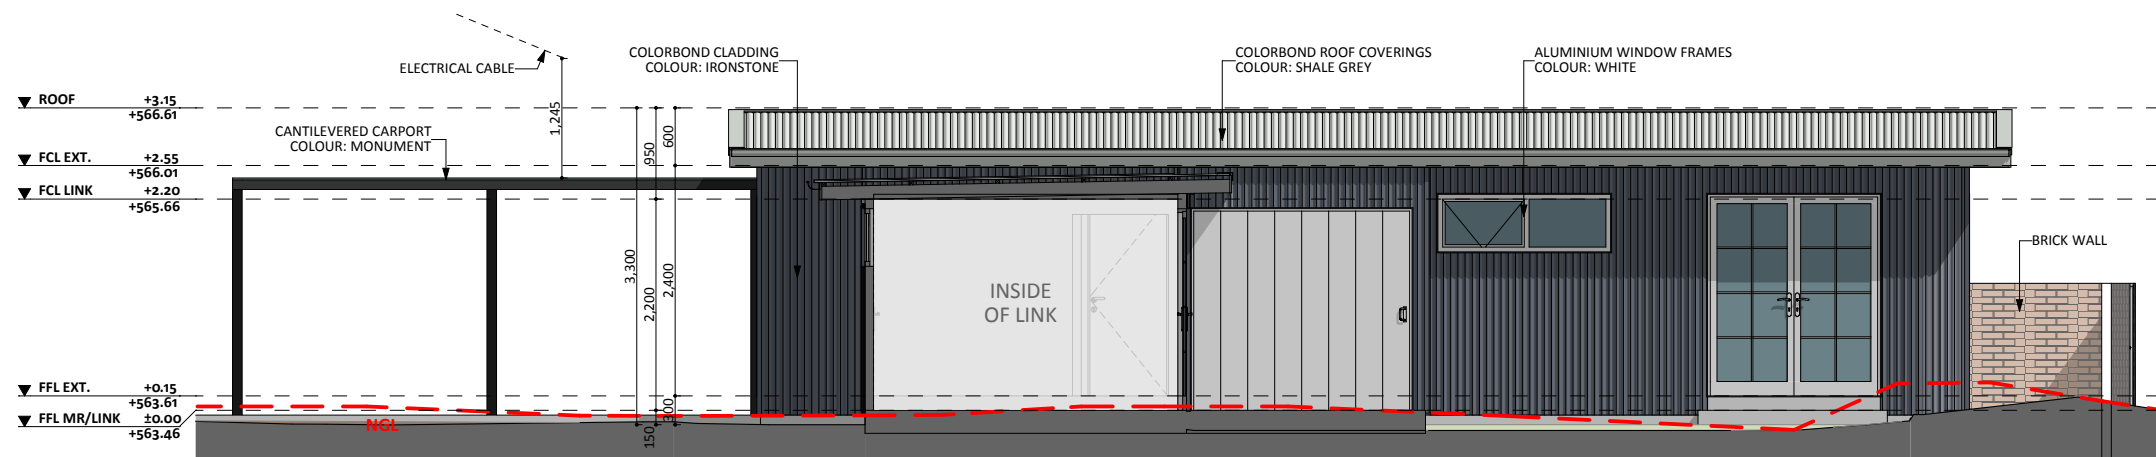 ELECTRICAL CABLE
COLORBOND CLADDING
COLOUR: IRONSTONE
COLORBOND ROOF COVERINGS
COLOUR: SHALE GREY
ALUMINIUM WINDOW FRAMES
COLOUR: WHITE
ROOF +3.15
+566.61
CANTILEVERED CARPORT
COLOUR: MONUMENT
FCL EXT. +2.55
+566.01
FCL LINK +2.20
+565.66
1,245
600
950
3,300
2,200
2,400
300
150
INSIDE
OF LINK
BRICK WALL
FFL EXT. +0.15
+563.61
FFL MR/LINK ±0.00
+563.46
NGL